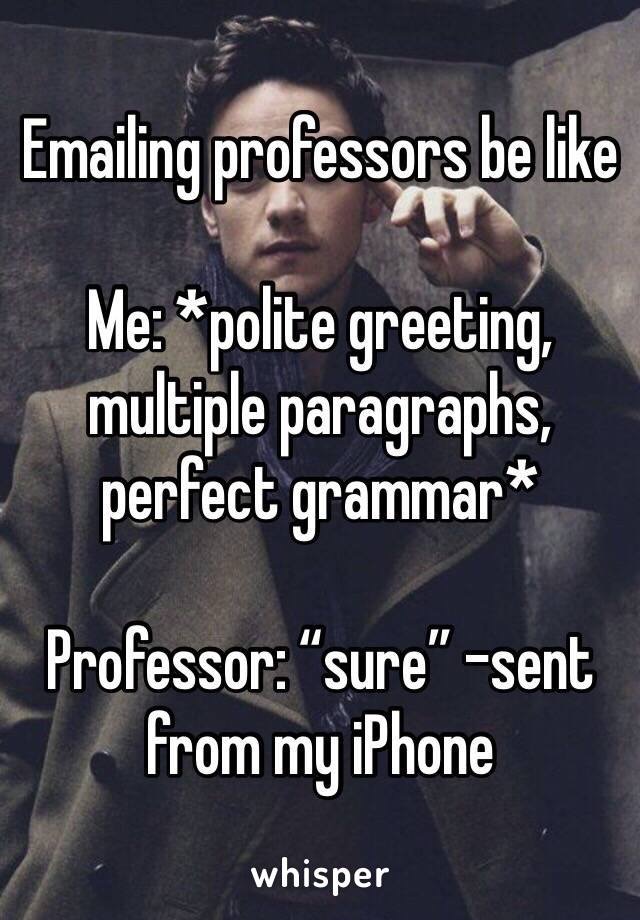 Emailing professors be like
Me: *polite greeting,
multiple paragraphs,
perfect grammar*
Professor: “sure” -sent
from my iPhone
whisper